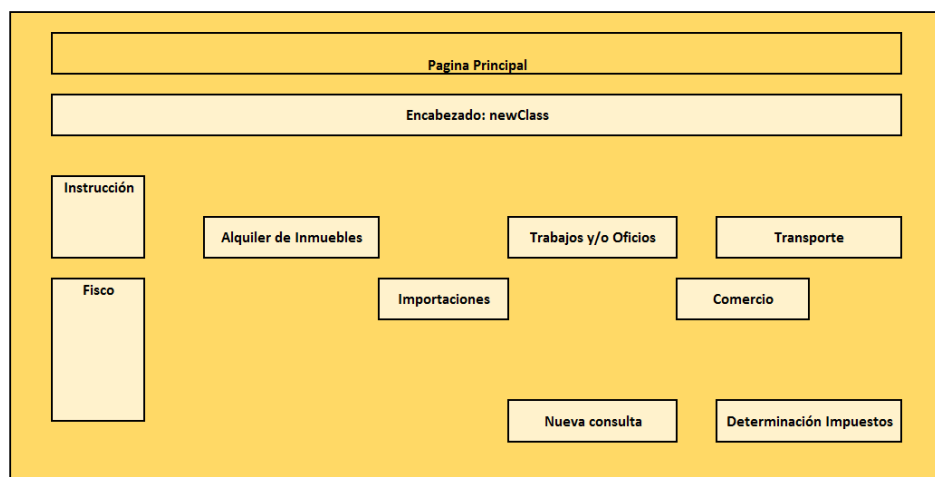 Pagina Principal
Encabezado: newClass
Instrucción
Alquiler de Inmuebles
Trabajos y/o Oficios
Transporte
Fisco
Importaciones
Comercio
Nueva consulta
Determinación Impuestos